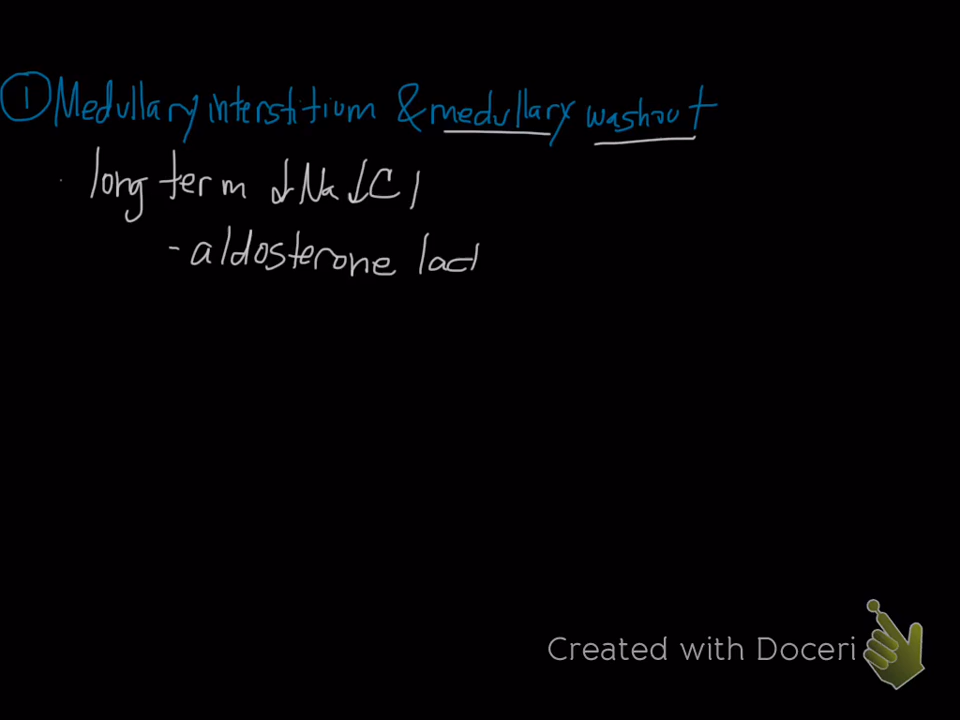 ① Medullary interstitium & medullary washout
long term ↓Na ↓Cl
- aldosterone lack
Created with Doceri